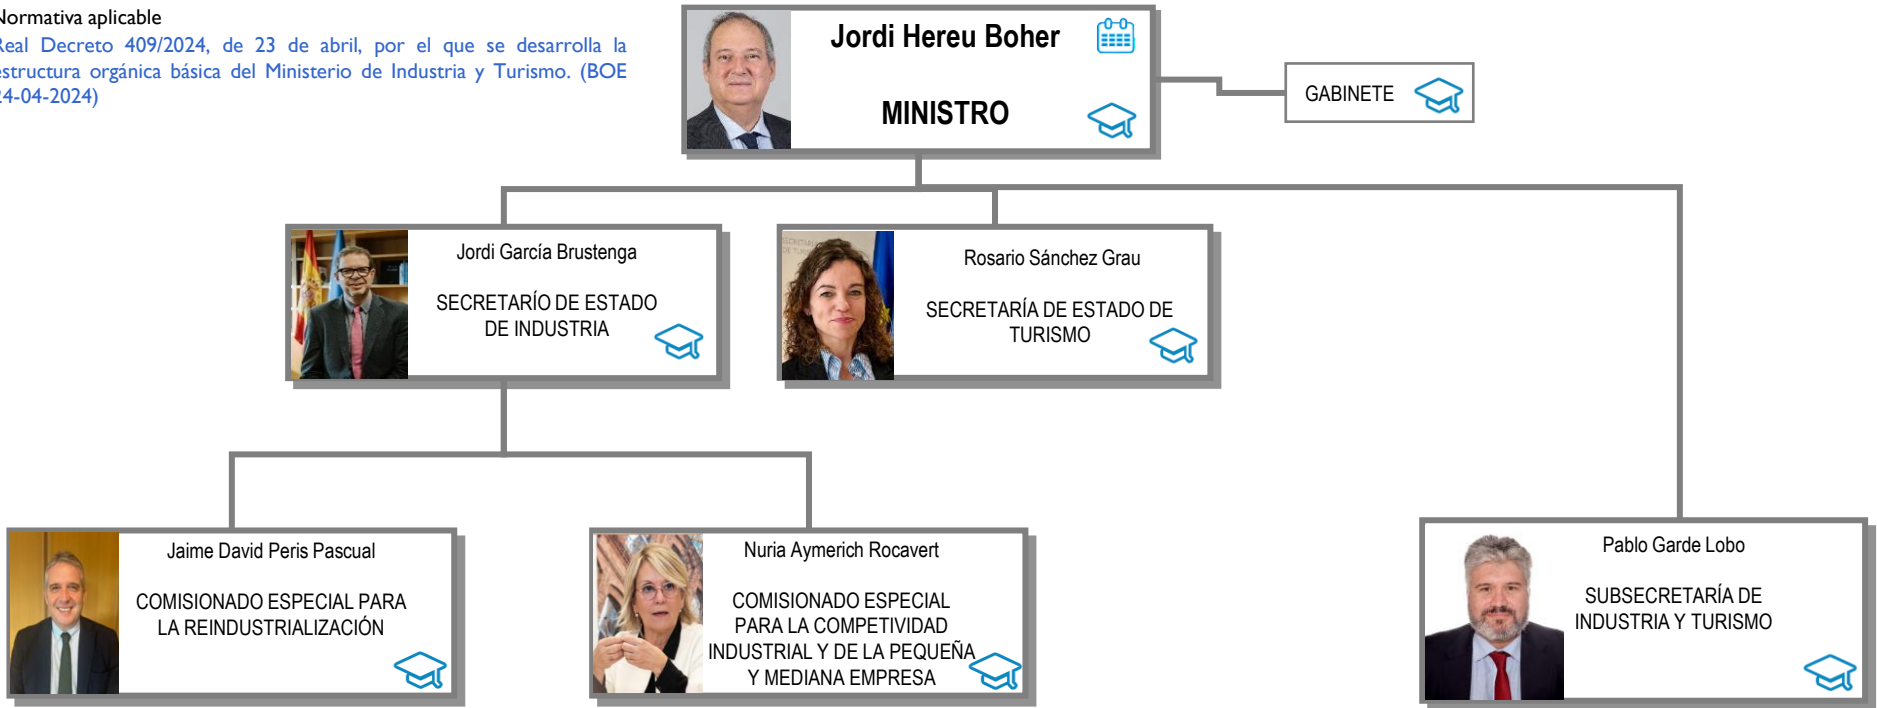 Normativa aplicable
Real Decreto 409/2024, de 23 de abril, por el que se desarrolla la
estructura orgánica básica del Ministerio de Industria y Turismo. (BOE
24-04-2024)
Jordi Hereu Boher
MINISTRO
GABINETE
Jordi García Brustenga
SECRETARÍO DE ESTADO
DE INDUSTRIA
Rosario Sánchez Grau
SECRETARÍA DE ESTADO DE
TURISMO
Jaime David Peris Pascual
COMISIONADO ESPECIAL PARA
LA REINDUSTRIALIZACIÓN
Nuria Aymerich Rocavert
COMISIONADO ESPECIAL
PARA LA COMPETIVIDAD
INDUSTRIAL Y DE LA PEQUEÑA
Y MEDIANA EMPRESA
Pablo Garde Lobo
SUBSECRETARÍA DE
INDUSTRIA Y TURISMO